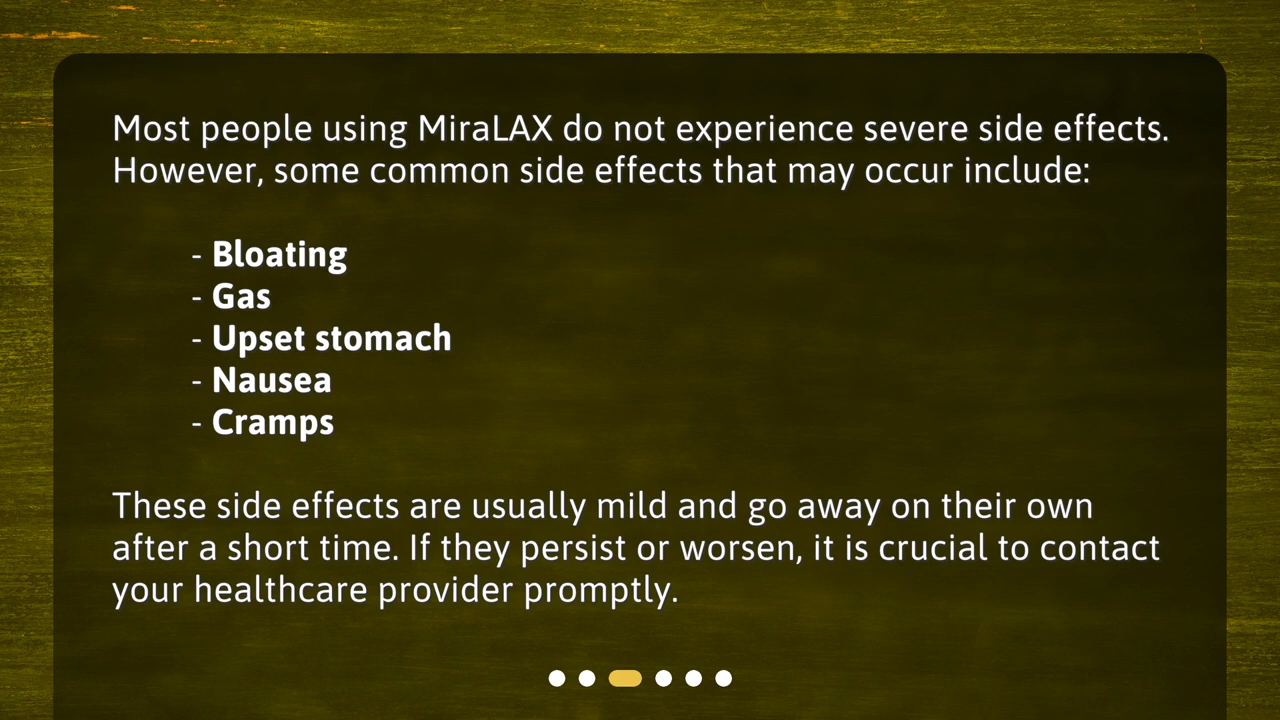 Most people using MiraLAX do not experience severe side effects.
However, some common side effects that may occur include:
- Bloating
- Gas
- Upset stomach
- Nausea
- Cramps
These side effects are usually mild and go away on their own
after a short time. If they persist or worsen, it is crucial to contact
your healthcare provider promptly.